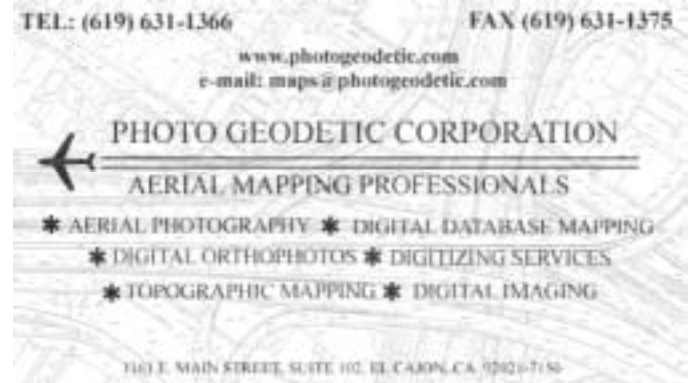 TEL: (619) 631-1366 FAX (619) 631-1375
www.photogeodetic.com
e-mail: maps@photogeodetic.com
PHOTO GEODETIC CORPORATION
AERIAL MAPPING PROFESSIONALS
✱ AERIAL PHOTOGRAPHY ✱ DIGITAL DATABASE MAPPING
✱ DIGITAL ORTHOPHOTOS ✱ DIGITIZING SERVICES
✱ TOPOGRAPHIC MAPPING ✱ DIGITAL IMAGING
E. MAIN STREET, SUITE 102, EL CAJON, CA